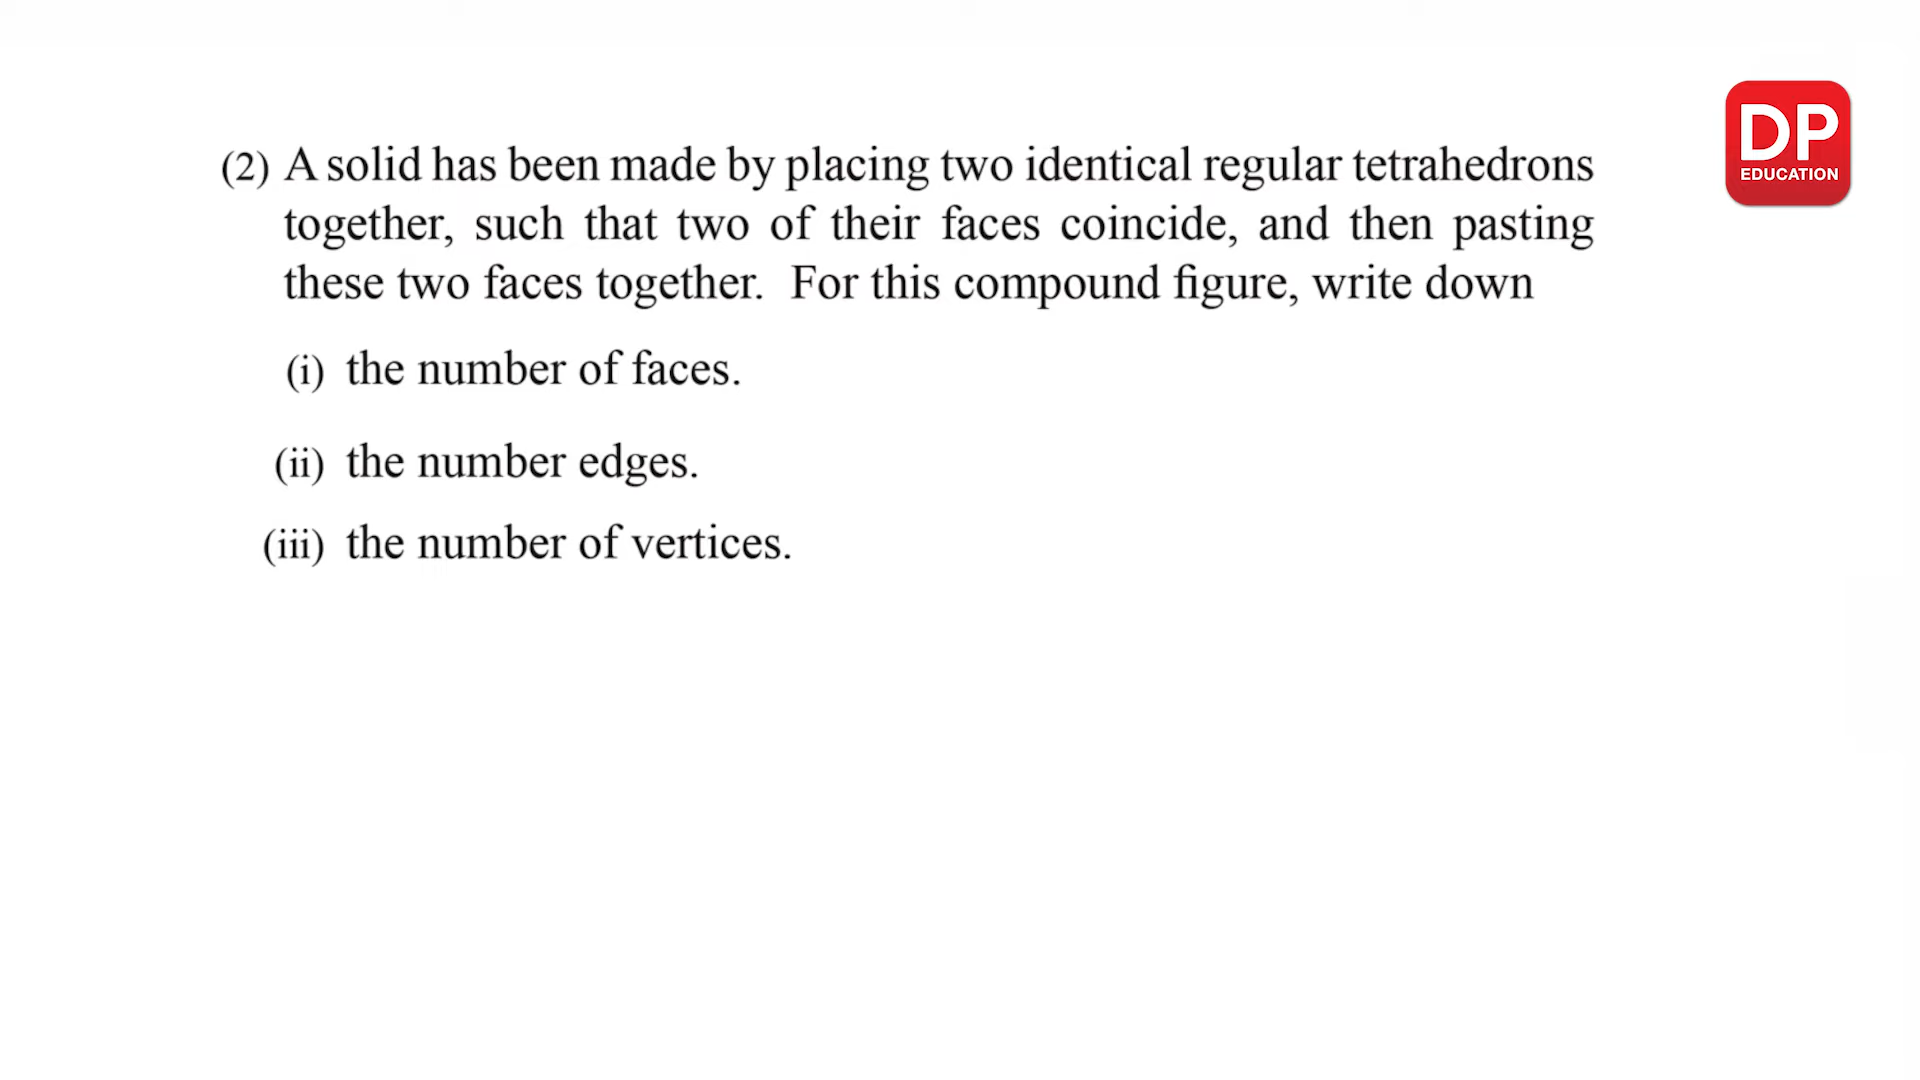 DP
EDUCATION
(2) A solid has been made by placing two identical regular tetrahedrons
together, such that two of their faces coincide, and then pasting
these two faces together. For this compound figure, write down
(i) the number of faces.
(ii) the number edges.
(iii) the number of vertices.